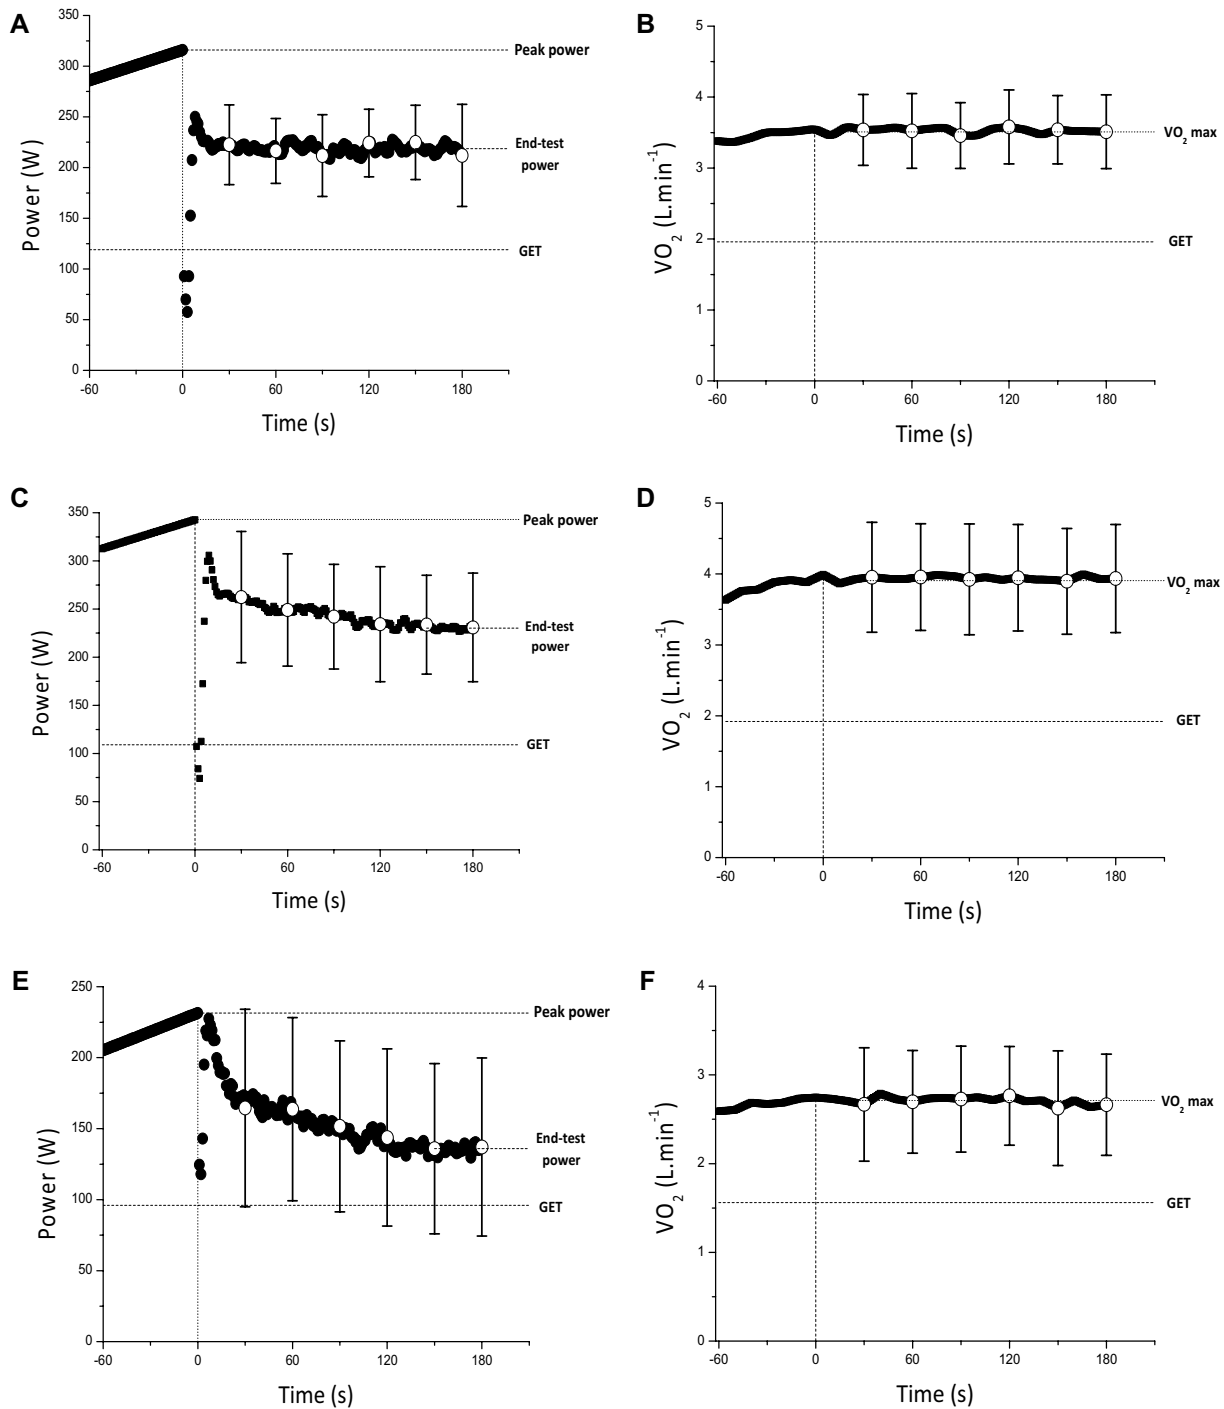 A
350
300
250
200
150
100
50
0
Power (W)
-60 0 60 120 180
Time (s)
Peak power
End-test
power
GET
B
5
4
3
2
1
0
VO2 (L.min-1)
-60 0 60 120 180
Time (s)
VO2 max
GET
C
350
300
250
200
150
100
50
0
Power (W)
-60 0 60 120 180
Time (s)
Peak power
End-test
power
GET
D
5
4
3
2
1
0
VO2 (L.min-1)
-60 0 60 120 180
Time (s)
VO2 max
GET
E
250
200
150
100
50
0
Power (W)
-60 0 60 120 180
Time (s)
Peak power
End-test
power
GET
F
4
3
2
1
0
VO2 (L.min-1)
-60 0 60 120 180
Time (s)
VO2 max
GET